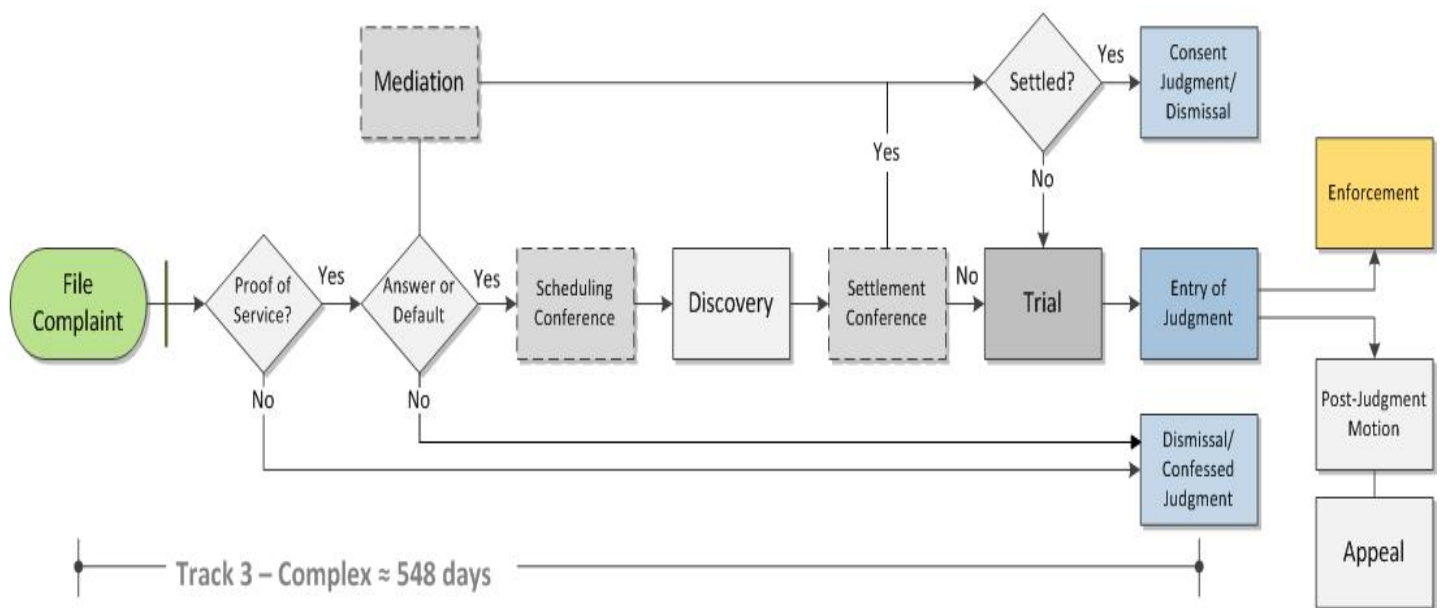 Mediation
Settled?
Yes
Consent
Judgment/
Dismissal
Yes
No
Enforcement
File
Complaint
Proof of
Service?
Yes
Answer or
Default
Yes
Scheduling
Conference
Discovery
Settlement
Conference
No
Trial
Entry of
Judgment
No
No
Dismissal/
Confessed
Judgment
Post-Judgment
Motion
Appeal
Track 3 – Complex ≈ 548 days